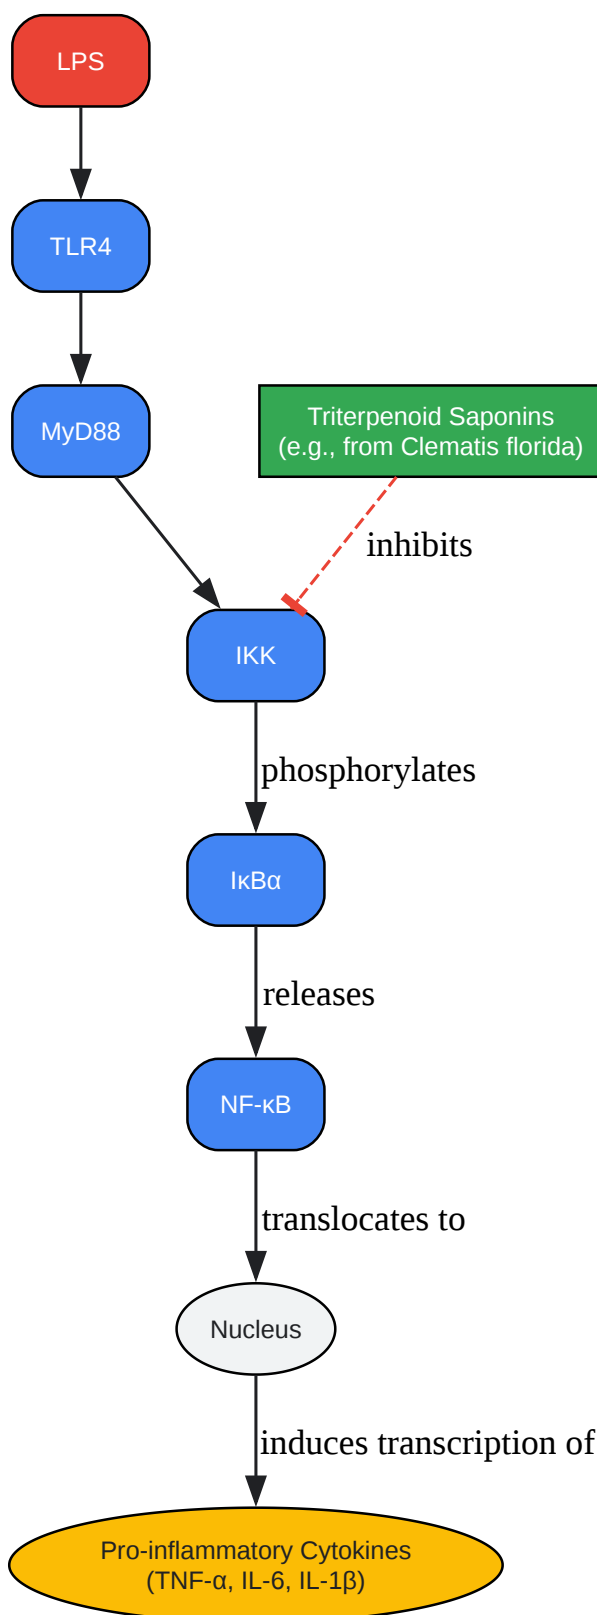 LPS
TLR4
MyD88
Triterpenoid Saponins
(e.g., from Clematis florida)
inhibits
IKK
phosphorylates
IκBα
releases
NF-κB
translocates to
Nucleus
induces transcription of
Pro-inflammatory Cytokines
(TNF-α, IL-6, IL-1β)